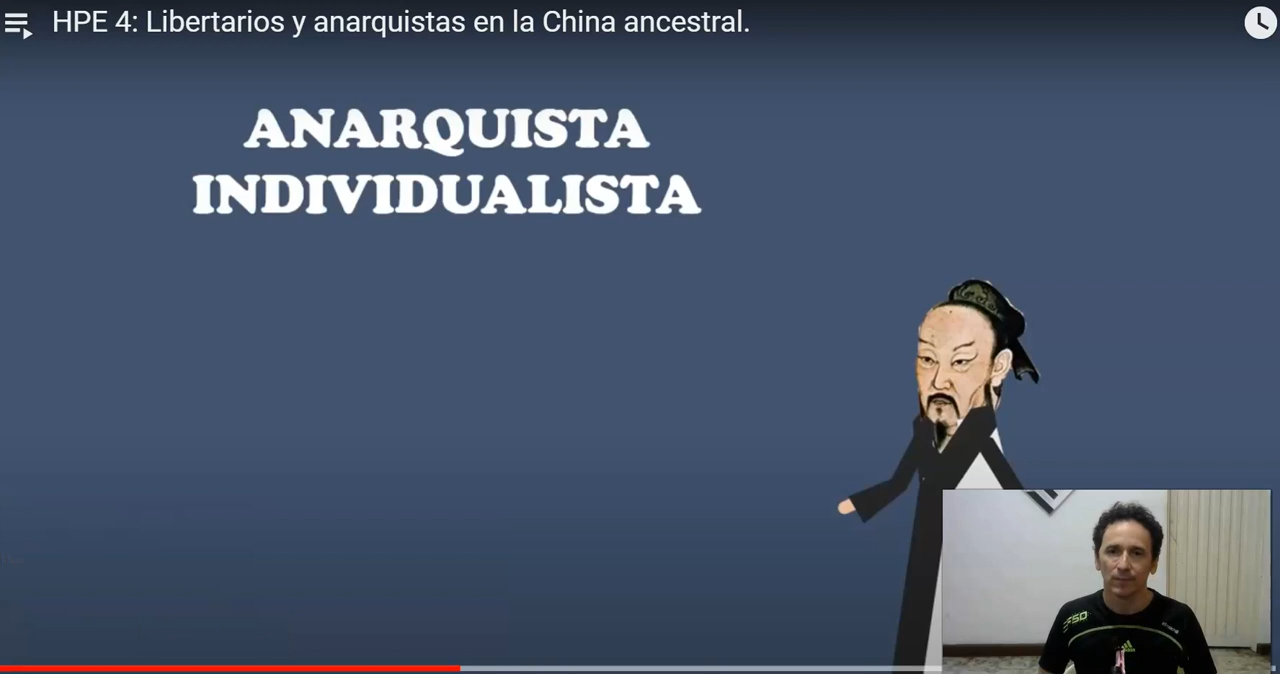 HPE 4: Libertarios y anarquistas en la China ancestral.
ANARQUISTA
INDIVIDUALISTA